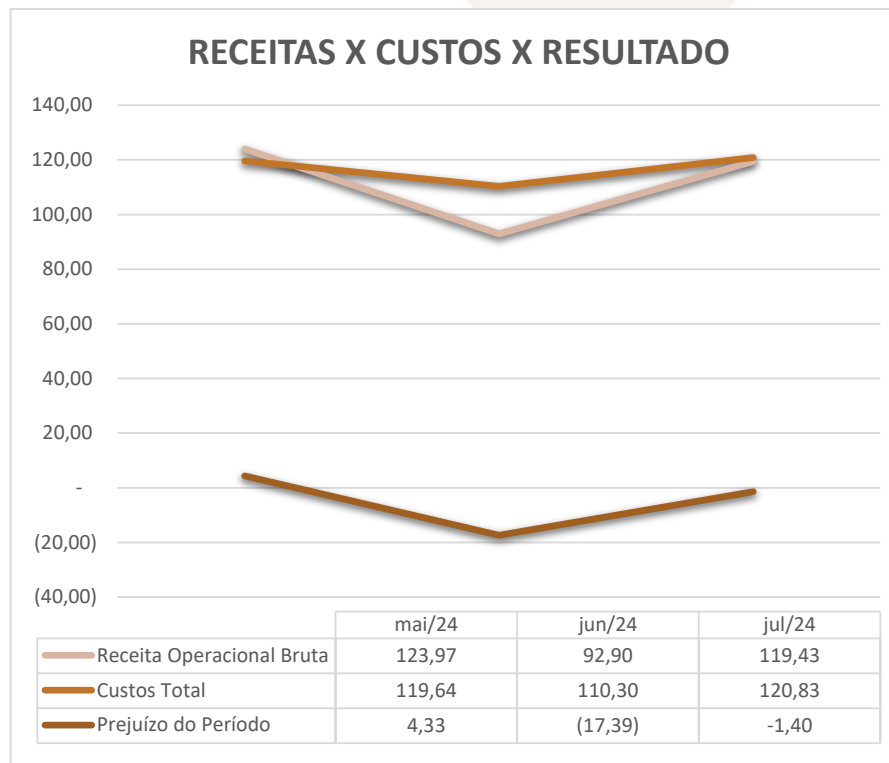 RECEITAS X CUSTOS X RESULTADO
140,00
120,00
100,00
80,00
60,00
40,00
20,00
-
(20,00)
(40,00)
mai/24 jun/24 jul/24
Receita Operacional Bruta 123,97 92,90 119,43
Custos Total 119,64 110,30 120,83
Prejuízo do Período 4,33 (17,39) -1,40